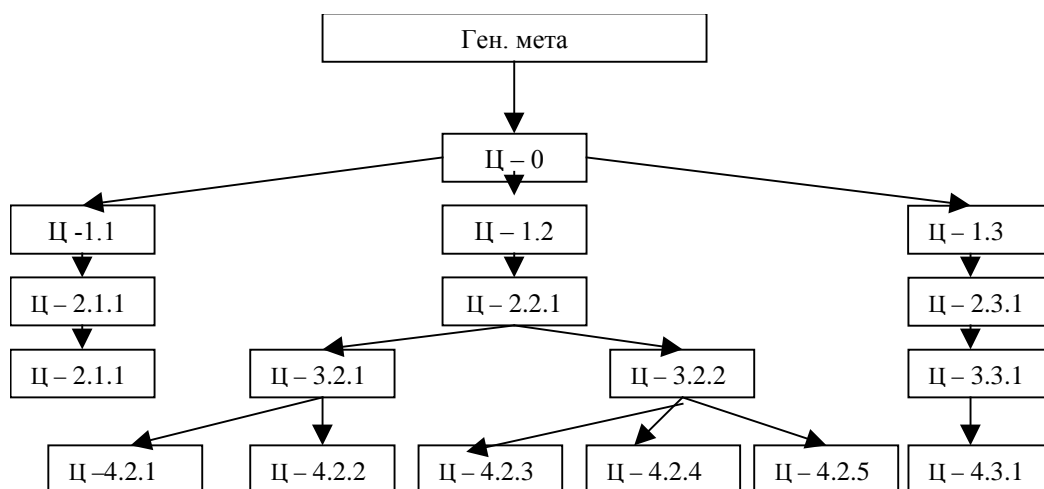 Ген. мета
Ц – 0
Ц -1.1
Ц – 1.2
Ц – 1.3
Ц – 2.1.1
Ц – 2.2.1
Ц – 2.3.1
Ц – 2.1.1
Ц – 3.2.1
Ц – 3.2.2
Ц – 3.3.1
Ц –4.2.1
Ц – 4.2.2
Ц – 4.2.3
Ц – 4.2.4
Ц – 4.2.5
Ц – 4.3.1